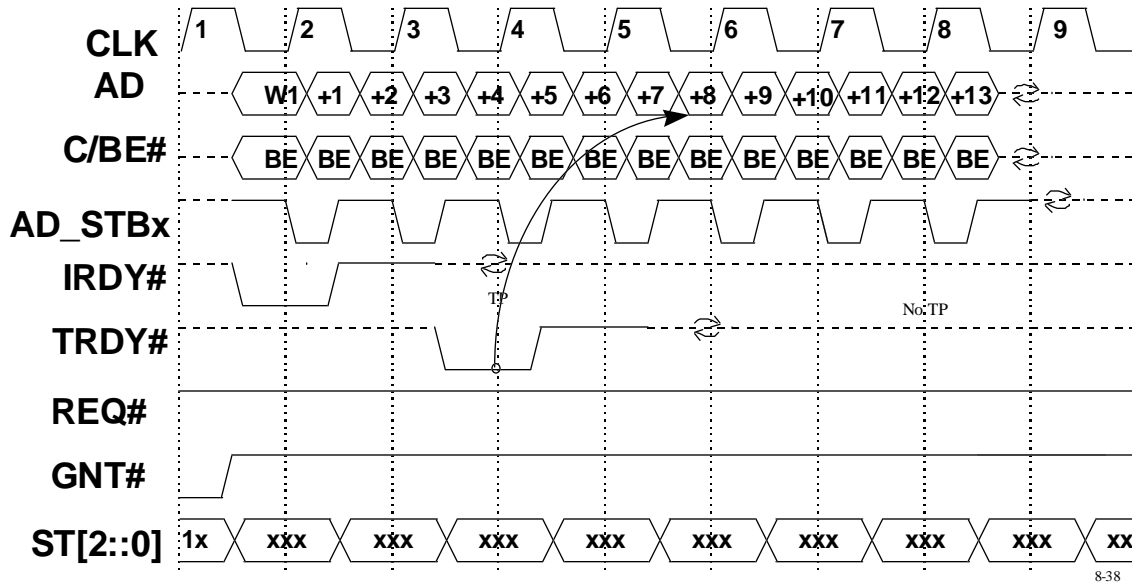 CLK 1 2 3 4 5 6 7 8 9
AD W1 +1 +2 +3 +4 +5 +6 +7 +8 +9 +10 +11 +12 +13
C/BE# BE BE BE BE BE BE BE BE BE BE BE BE BE BE
AD_STBx
IRDY#
TP
No TP
TRDY#
REQ#
GNT#
ST[2::0] 1x xxx xxx xxx xxx xxx xxx xxx xxx xx
8-38